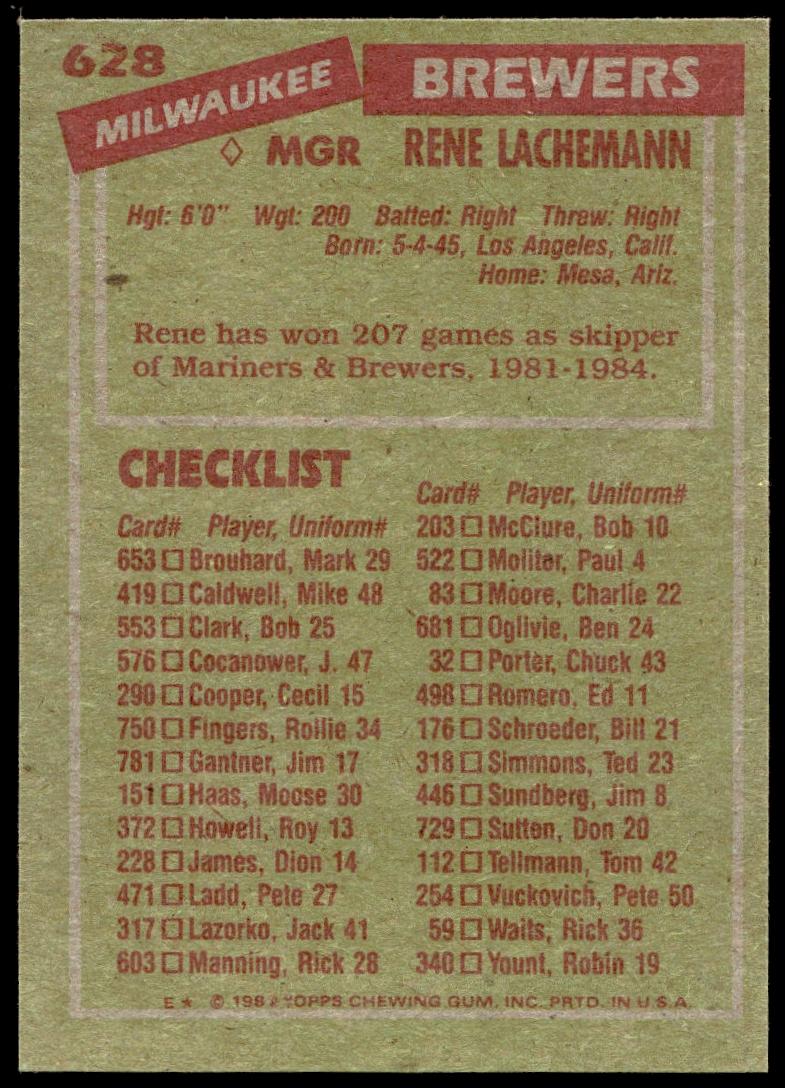 628
MILWAUKEE BREWERS
◇ MGR RENE LACHEMANN
Hgt: 6'0" Wgt: 200 Batted: Right Threw: Right
Born: 5-4-45, Los Angeles, Calif.
Home: Mesa, Ariz.
Rene has won 207 games as skipper
of Mariners & Brewers, 1981-1984.
CHECKLIST
Card# Player, Uniform#
653 □ Brouhard, Mark 29
419 □ Caldwell, Mike 48
553 □ Clark, Bob 25
576 □ Cocanower, J. 47
290 □ Cooper, Cecil 15
750 □ Fingers, Rollie 34
781 □ Gantner, Jim 17
151 □ Haas, Moose 30
372 □ Howell, Roy 13
228 □ James, Dion 14
471 □ Ladd, Pete 27
317 □ Lazorko, Jack 41
603 □ Manning, Rick 28
Card# Player, Uniform#
203 □ McClure, Bob 10
522 □ Moliter, Paul 4
83 □ Moore, Charlie 22
681 □ Oglivie, Ben 24
32 □ Porter, Chuck 43
498 □ Romero, Ed 11
176 □ Schroeder, Bill 21
318 □ Simmons, Ted 23
446 □ Sundberg, Jim 8
729 □ Sutton, Don 20
112 □ Tellmann, Tom 42
254 □ Vuckovich, Pete 50
59 □ Waits, Rick 36
340 □ Yount, Robin 19
E★ © TOPPS CHEWING GUM, INC. PRTD. IN U.S.A.